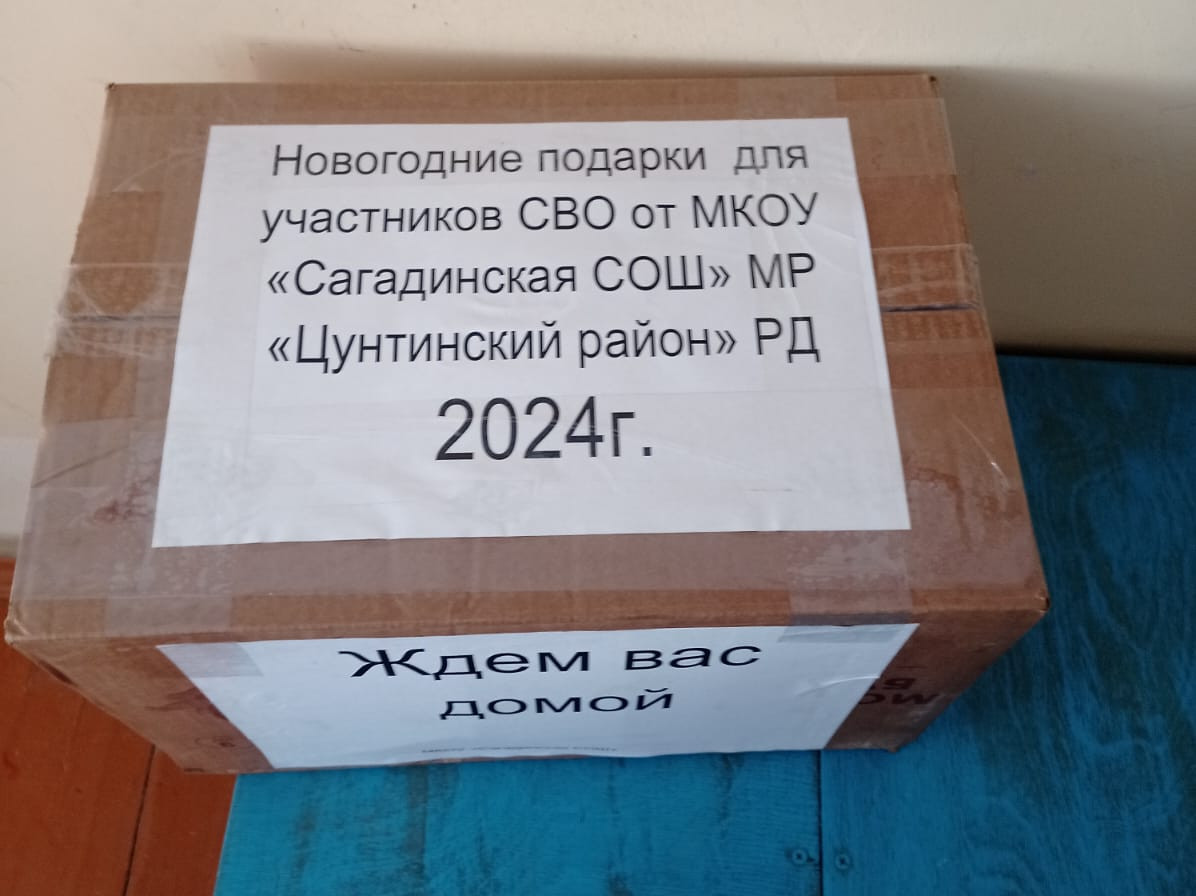 Новогодние подарки для
участников СВО от МКОУ
«Сагадинская СОШ» МР
«Цунтинский район» РД
2024г.
Ждем вас
домой